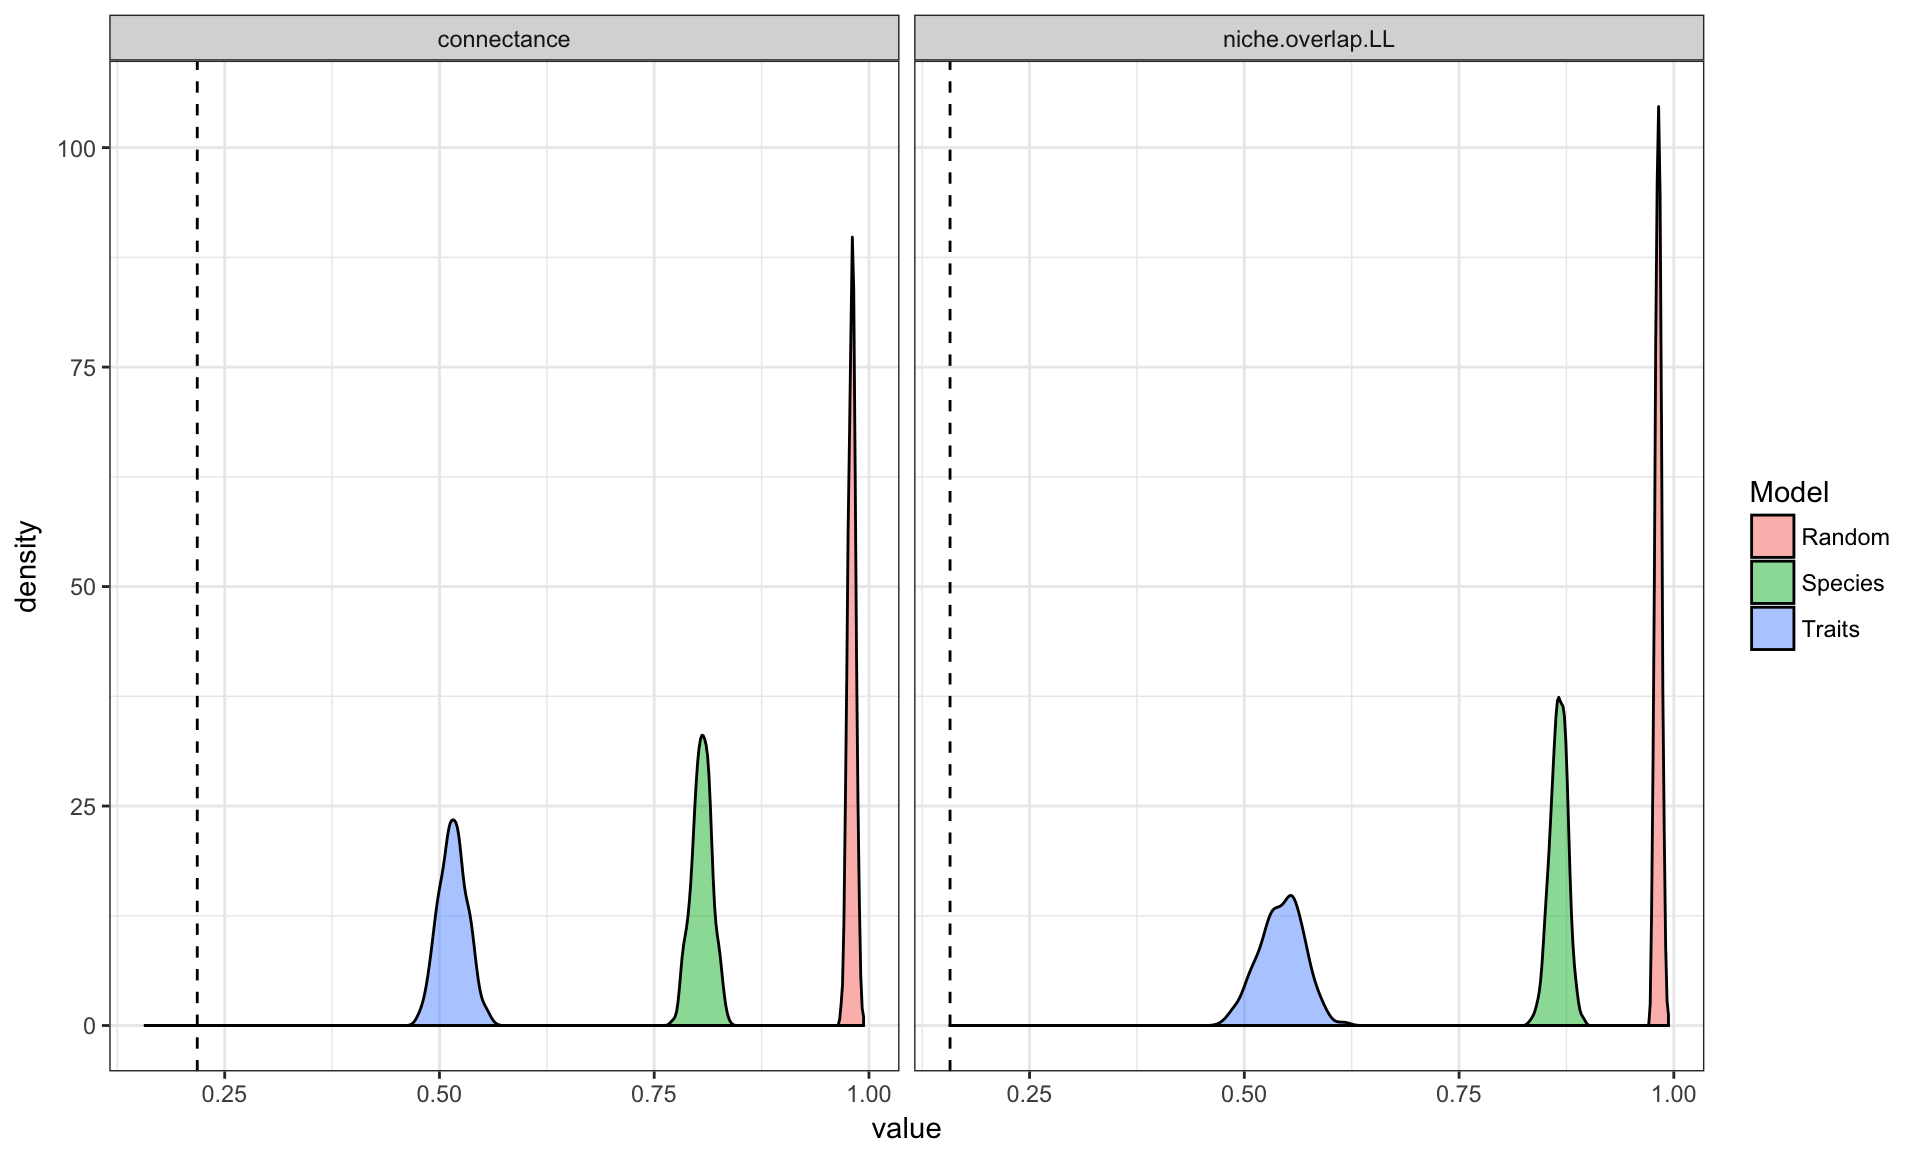 connectance
niche.overlap.LL
100
75
50
25
0
density
0.25 0.50 0.75 1.00
0.25 0.50 0.75 1.00
value
Model
Random
Species
Traits